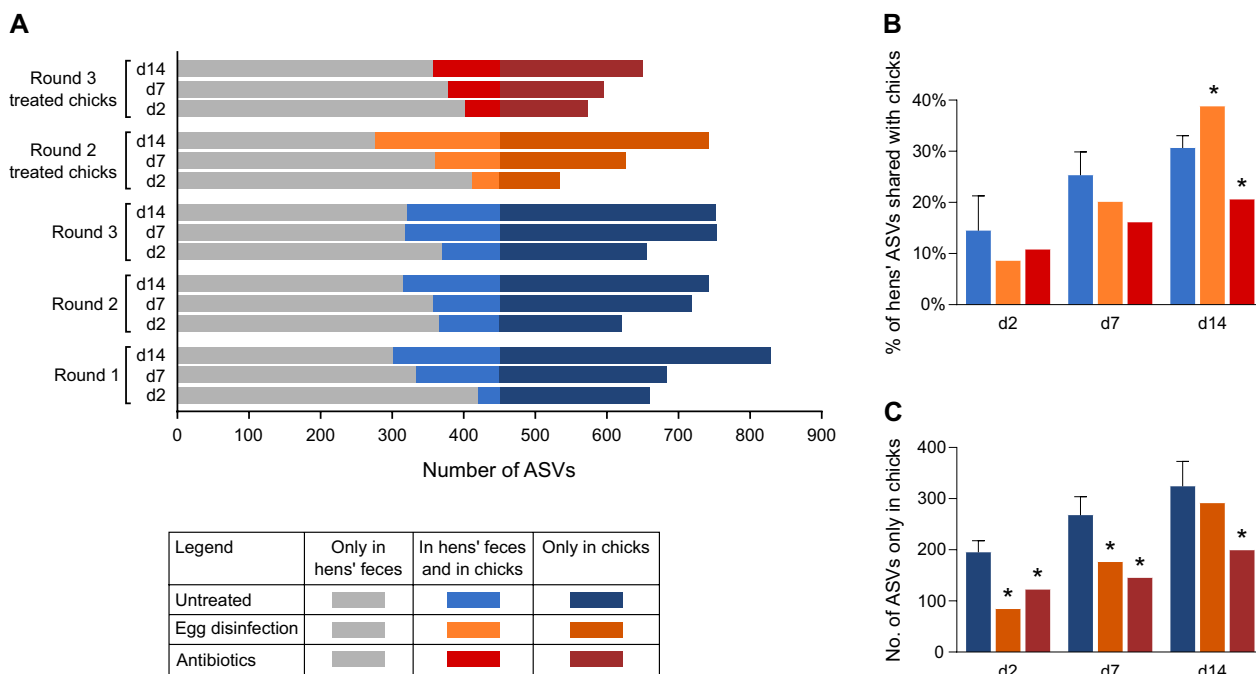 A
Round 3
treated chicks
d14
d7
d2
Round 2
treated chicks
d14
d7
d2
Round 3
d14
d7
d2
Round 2
d14
d7
d2
Round 1
d14
d7
d2
0 100 200 300 400 500 600 700 800 900
Number of ASVs
Legend Only in hens' feces In hens' feces and in chicks Only in chicks
Untreated
Egg disinfection
Antibiotics
B
% of hens' ASVs shared with chicks
40%
30%
20%
10%
0%
* *
d2 d7 d14
C
No. of ASVs only in chicks
400
300
200
100
0
* * * * *
d2 d7 d14